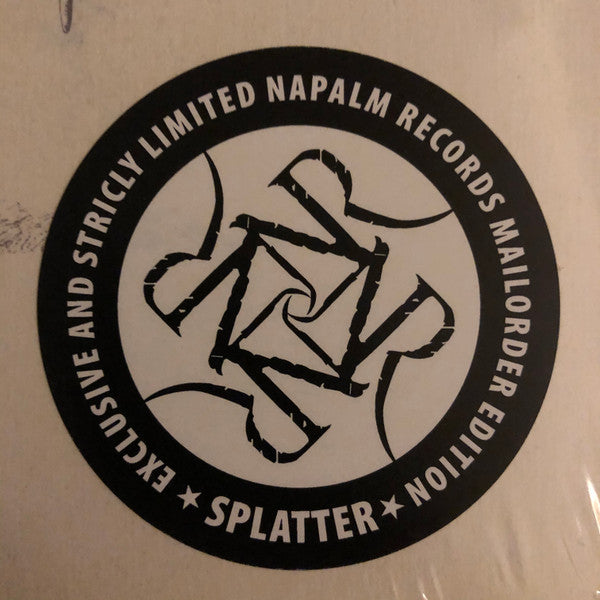 EXCLUSIVE AND STRICLY LIMITED NAPALM RECORDS MAILORDER EDITION
★ SPLATTER ★